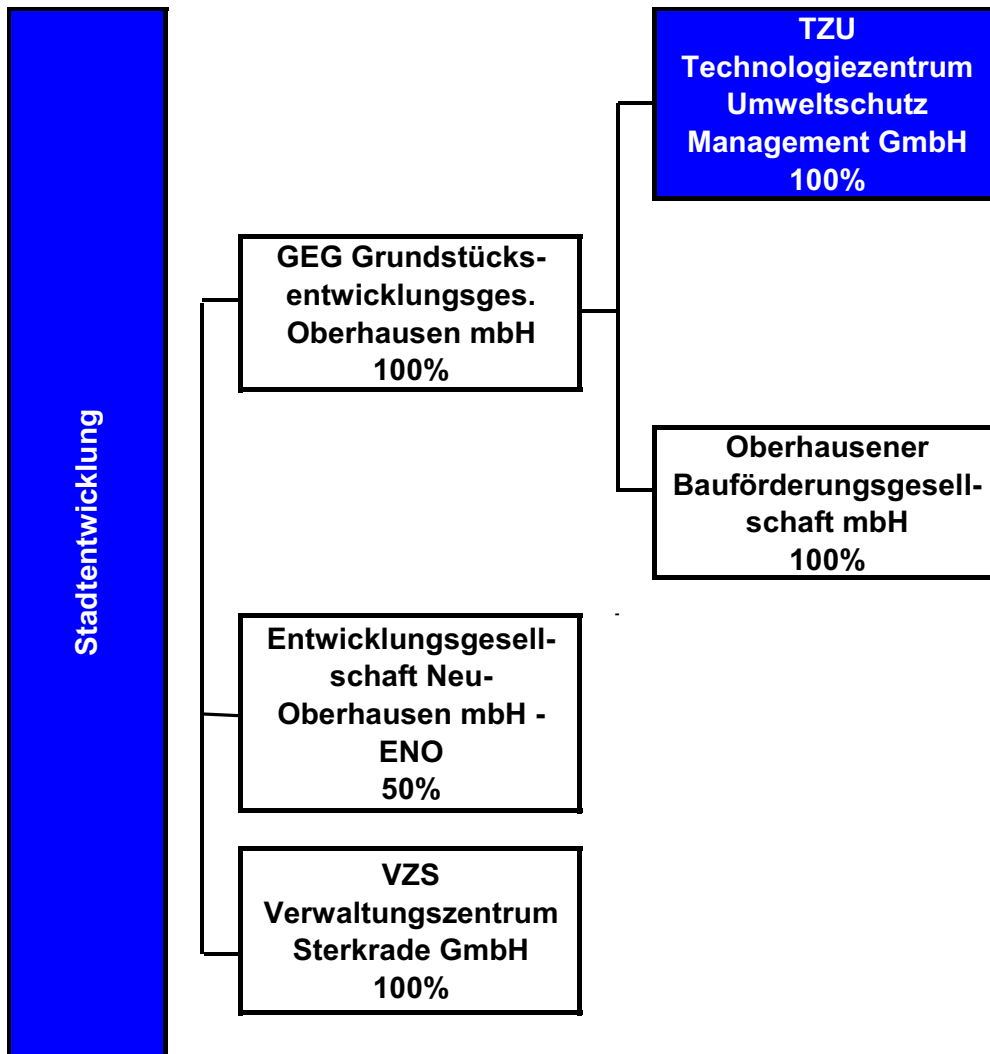 Stadtentwicklung
TZU
Technologiezentrum
Umweltschutz
Management GmbH
100%
GEG Grundstücks-
entwicklungsges.
Oberhausen mbH
100%
Oberhausener
Bauförderungsgesell-
schaft mbH
100%
Entwicklungsgesell-
schaft Neu-
Oberhausen mbH -
ENO
50%
VZS
Verwaltungszentrum
Sterkrade GmbH
100%